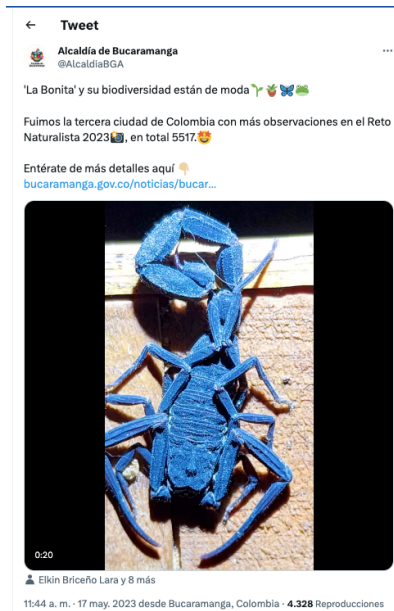 ← Tweet
Alcaldía de Bucaramanga
@AlcaldiaBGA
'La Bonita' y su biodiversidad están de moda🌱🪴🦋🐸
Fuimos la tercera ciudad de Colombia con más observaciones en el Reto
Naturalista 2023📸, en total 5517.🤩
Entérate de más detalles aquí 👇🏼
bucaramanga.gov.co/noticias/bucar...
0:20
Elkin Briceño Lara y 8 más
11:44 a. m. · 17 may. 2023 desde Bucaramanga, Colombia · 4.328 Reproducciones